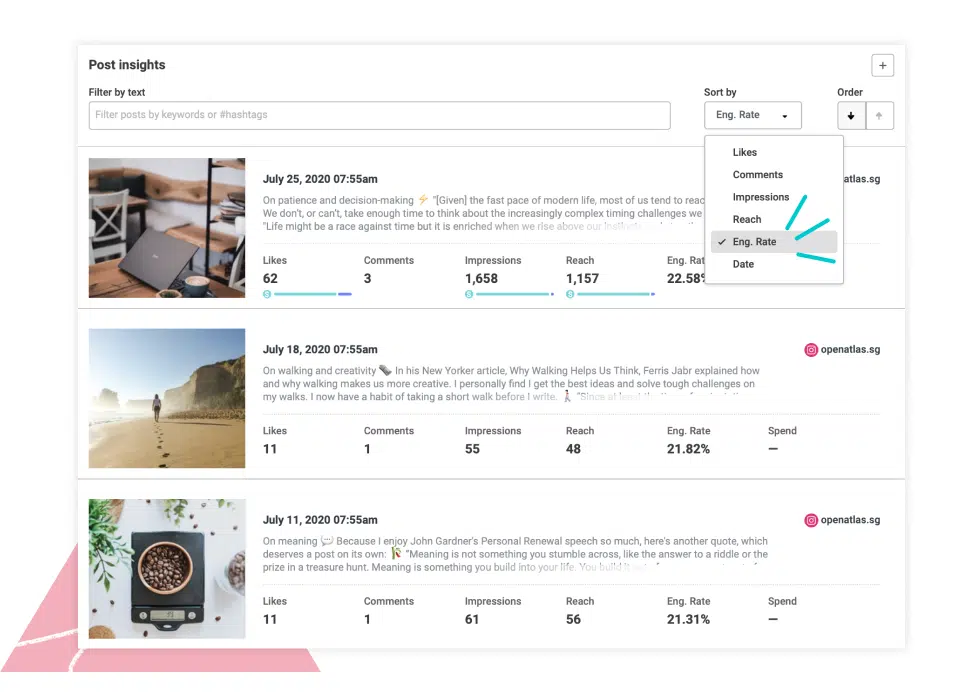 Post insights
+
Filter by text
Sort by
Order
Filter posts by keywords or #hashtags
Eng. Rate
Likes
Comments
Impressions
Reach
✓ Eng. Rate
Date
July 25, 2020 07:55am
atlas.sg
On patience and decision-making ⚡ "[Given] the fast pace of modern life, most of us tend to reac
We don't, or can't, take enough time to think about the increasingly complex timing challenges we
"Life might be a race against time but it is enriched when we rise above our instincts
Likes Comments Impressions Reach Eng. Rat
62 3 1,658 1,157 22.58%
July 18, 2020 07:55am
openatlas.sg
On walking and creativity In his New Yorker article, Why Walking Helps Us Think, Ferris Jabr explained how
and why walking makes us more creative. I personally find I get the best ideas and solve tough challenges on
my walks. I now have a habit of taking a short walk before I write. 🚶 "Since at least the time of
Likes Comments Impressions Reach Eng. Rate Spend
11 1 55 48 21.82% —
July 11, 2020 07:55am
openatlas.sg
On meaning 💬 Because I enjoy John Gardner's Personal Renewal speech so much, here's another quote, which
deserves a post on its own: "Meaning is not something you stumble across, like the answer to a riddle or the
prize in a treasure hunt. Meaning is something you build into your life. You build it
Likes Comments Impressions Reach Eng. Rate Spend
11 1 61 56 21.31% —